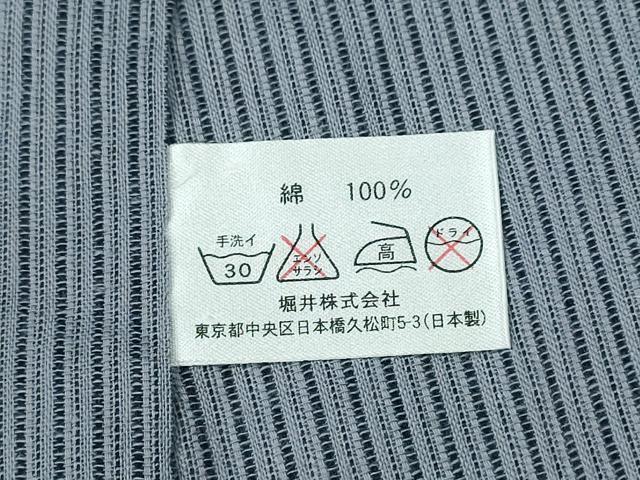 綿 100%
手洗イ 30 エンソ サラシ 高 ドライ
堀井株式会社
東京都中央区日本橋久松町5-3(日本製)